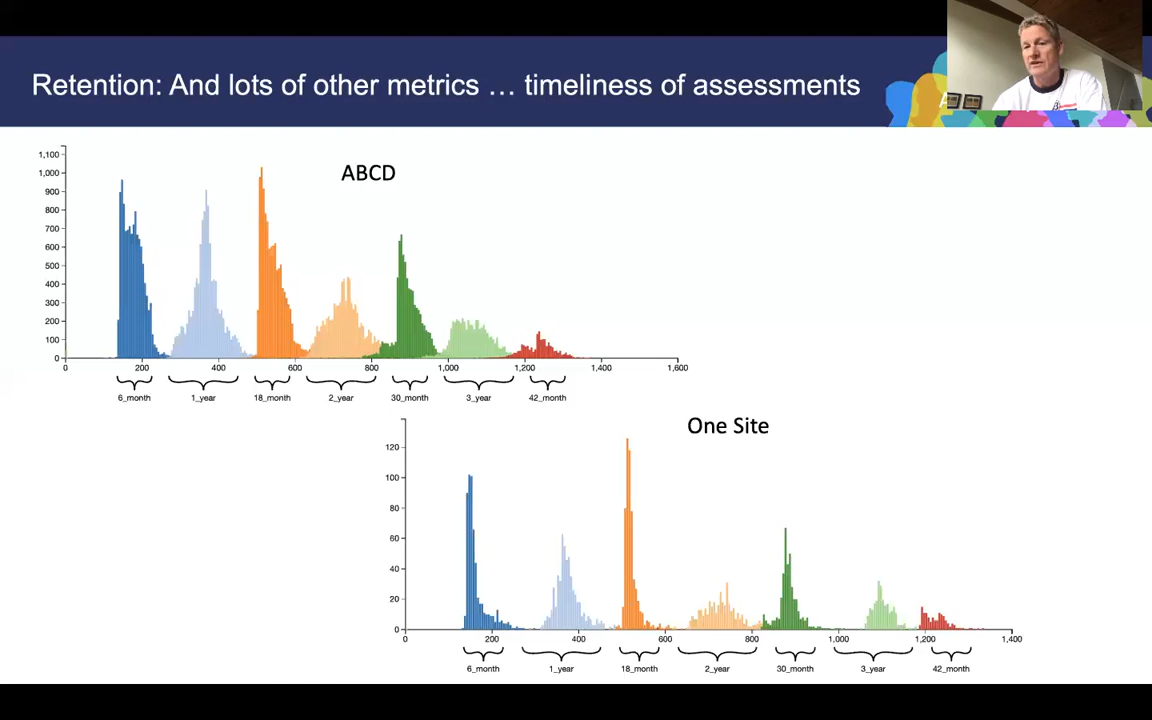 Retention: And lots of other metrics … timeliness of assessments
ABCD
1,100
1,000
900
800
700
600
500
400
300
200
100
0
0 200 400 600 800 1,000 1,200 1,400 1,600
6_month 1_year 18_month 2_year 30_month 3_year 42_month
One Site
120
100
80
60
40
20
0
0 200 400 600 800 1,000 1,200 1,400
6_month 1_year 18_month 2_year 30_month 3_year 42_month